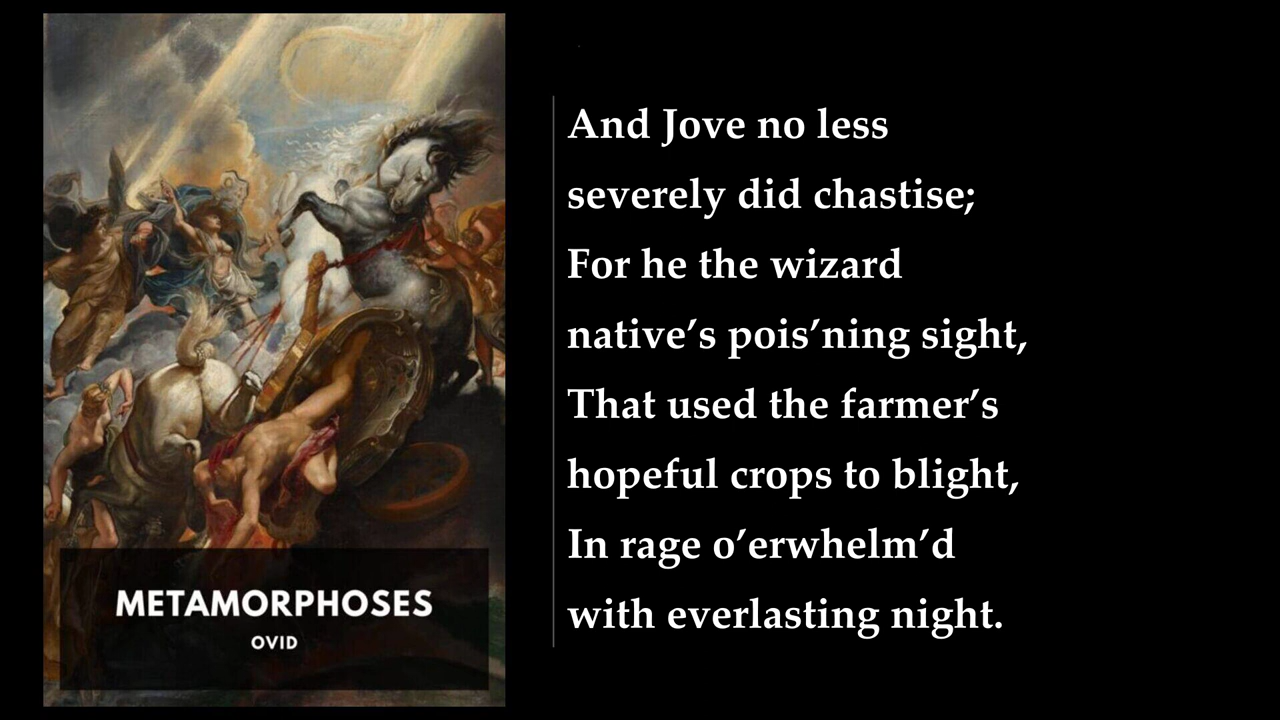 METAMORPHOSES
OVID
And Jove no less
severely did chastise;
For he the wizard
native’s pois’ning sight,
That used the farmer’s
hopeful crops to blight,
In rage o’erwhelm’d
with everlasting night.